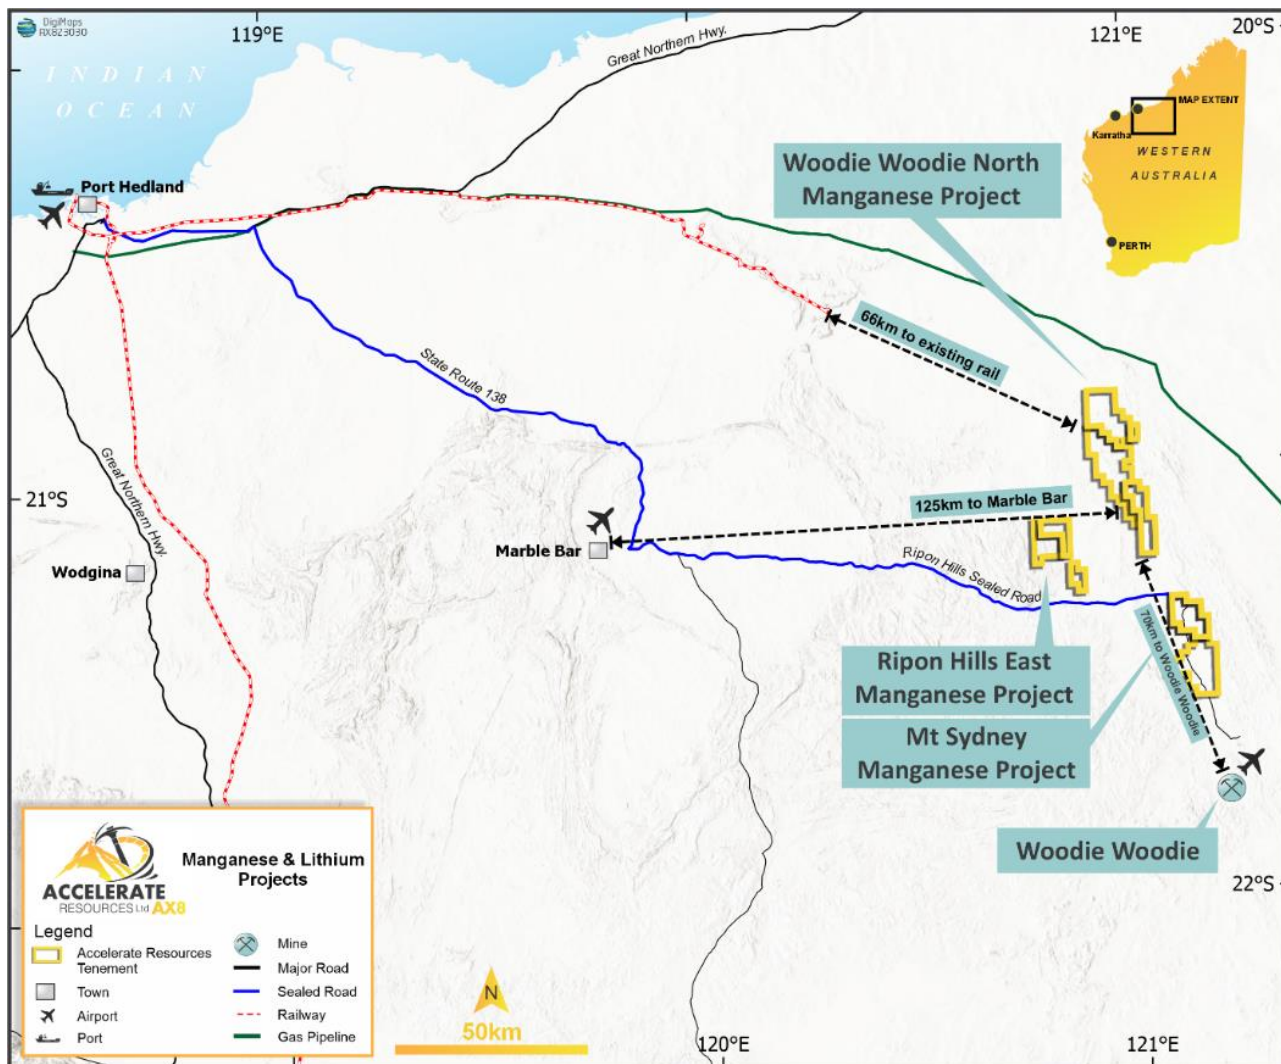 DigiMaps
AX823030
119°E
121°E
20°S
INDIAN
OCEAN
Great Northern Hwy.
MAP EXTENT
Karratha
WESTERN
AUSTRALIA
PERTH
Woodie Woodie North
Manganese Project
Port Hedland
66km to existing rail
State Route 138
21°S
Great Northern Hwy.
125km to Marble Bar
Marble Bar
Wodgina
Ripon Hills Sealed Road
70km to Woodie Woodie
Ripon Hills East
Manganese Project
Mt Sydney
Manganese Project
Woodie Woodie
22°S
ACCELERATE
RESOURCES Ltd AX8
Manganese & Lithium
Projects
Legend
Accelerate Resources
Tenement
Town
Airport
Port
Mine
Major Road
Sealed Road
Railway
Gas Pipeline
N
50km
120°E
121°E